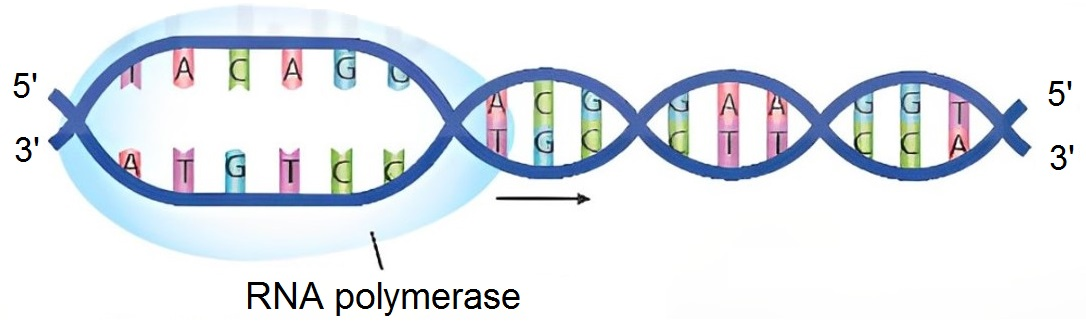 5'
T A C A G G A C G G A A G G T
5'
3'
A T G T C C T G C C T T C C A
3'
RNA polymerase